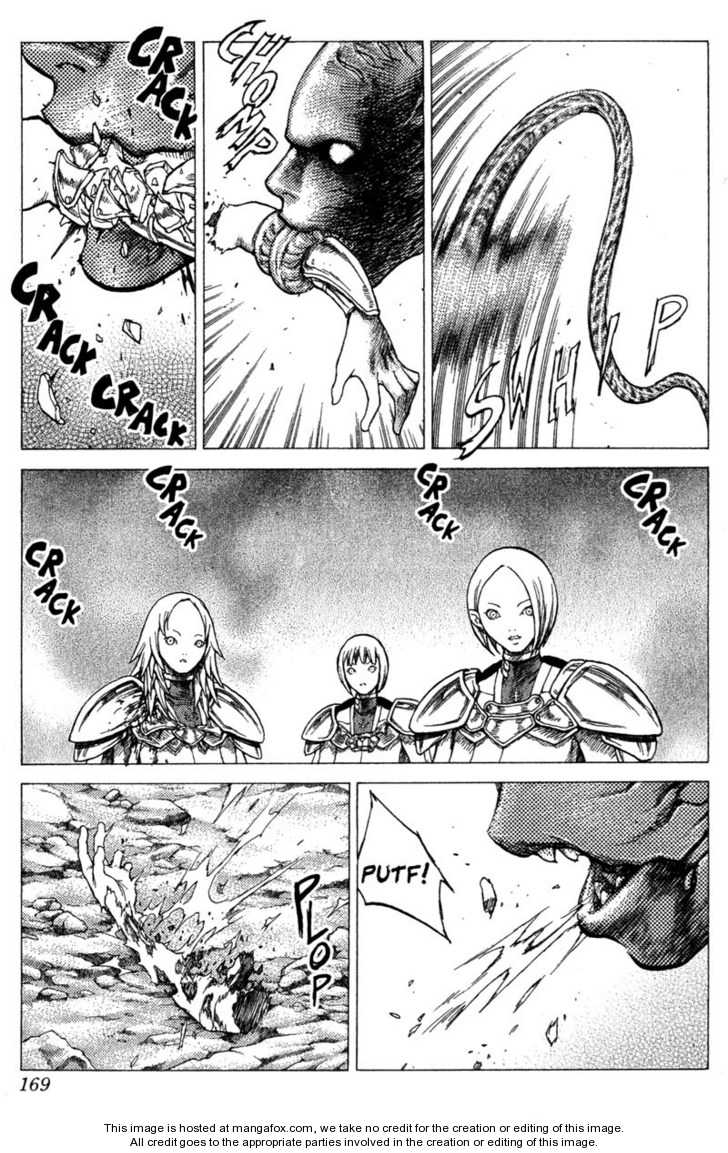 SWHIP
CHOMP
CRACK
CRACK
CRACK
CRACK
CRACK
CRACK
CRACK
PUTF!
PLOP
169
This image is hosted at mangafox.com, we take no credit for the creation or editing of this image.
All credit goes to the appropriate parties involved in the creation or editing of this image.